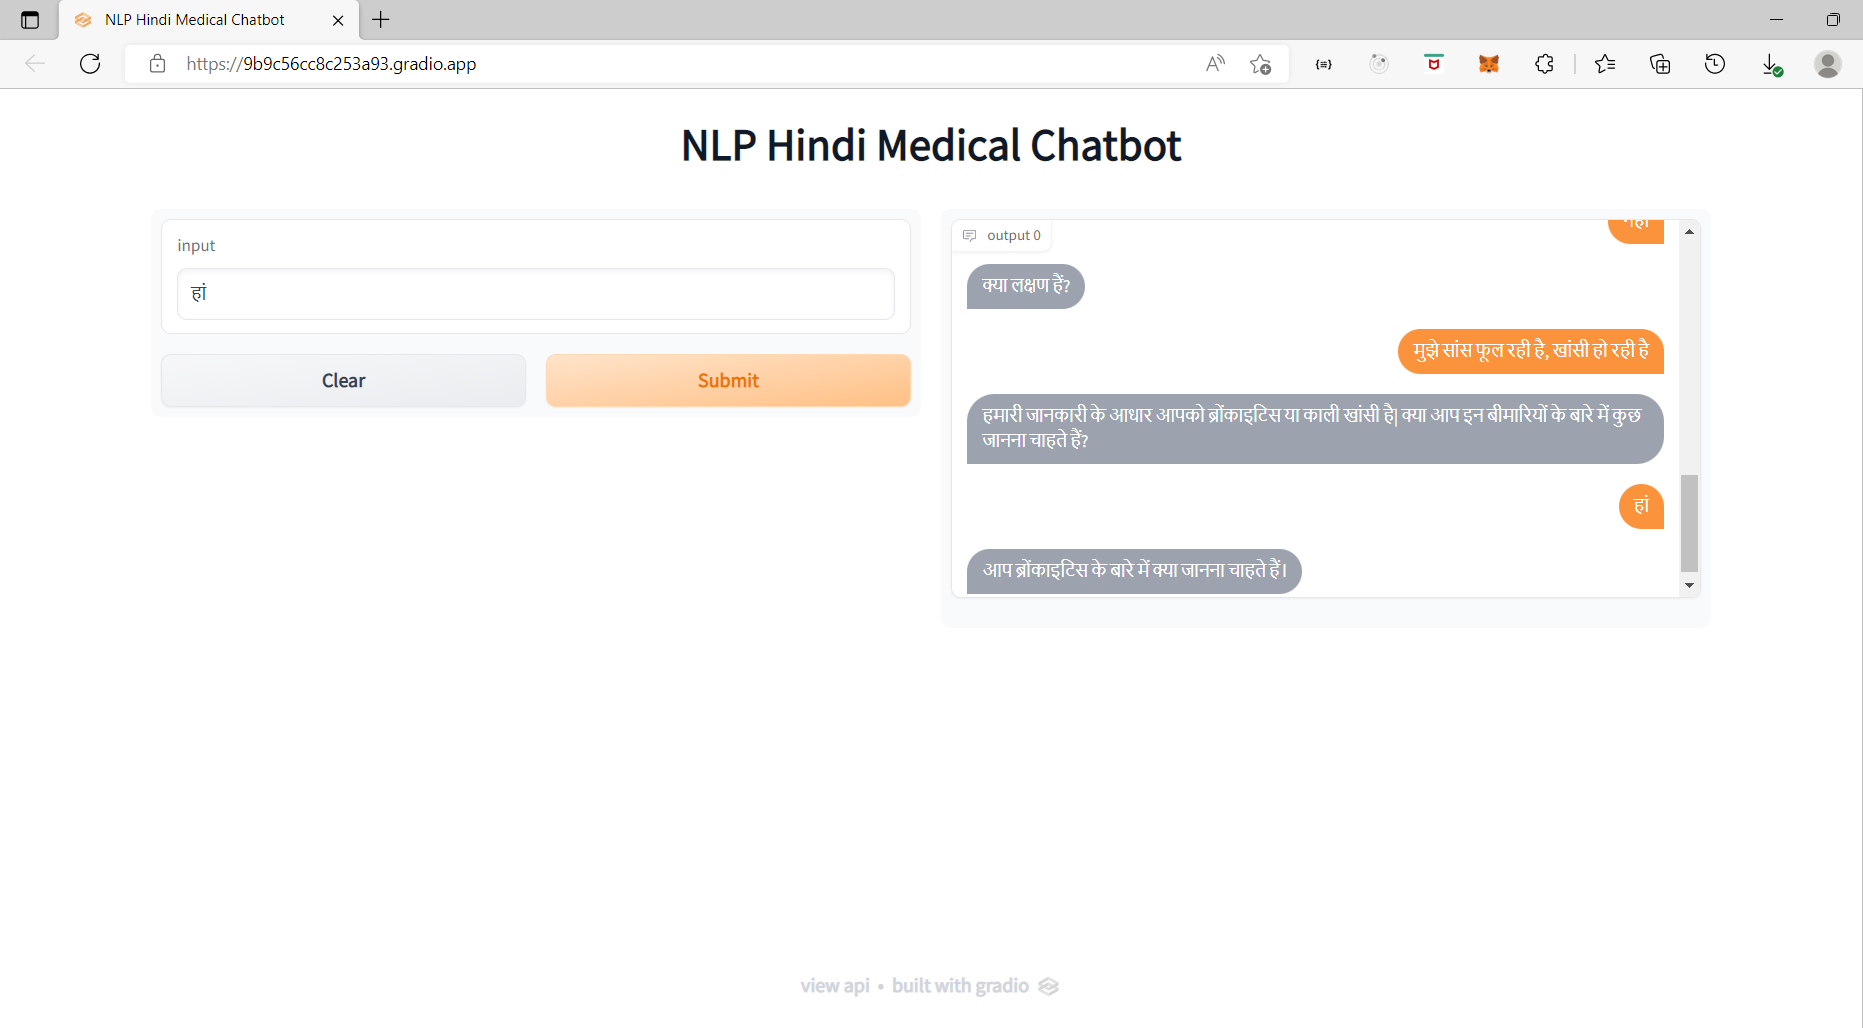 NLP Hindi Medical Chatbot
https://9b9c56cc8c253a93.gradio.app
NLP Hindi Medical Chatbot
input
हां
Clear
Submit
output 0
क्या लक्षण हैं?
मुझे सांस फूल रही है, खांसी हो रही है
हमारी जानकारी के आधार आपको ब्रोंकाइटिस या काली खांसी है| क्या आप इन बीमारियों के बारे में कुछ
जानना चाहते हैं?
हां
आप ब्रोंकाइटिस के बारे में क्या जानना चाहते हैं।
view api • built with gradio